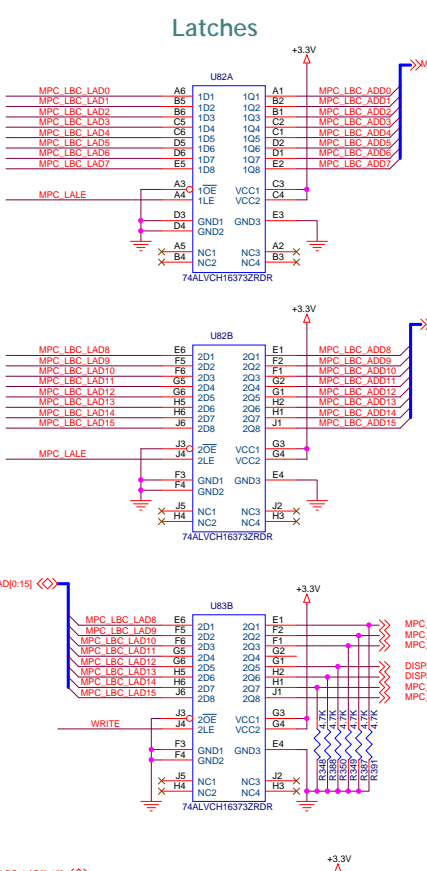 Latches
+3.3V
U82A
MPC_LBC_LAD0 A6 1D1 1Q1 A1 MPC_LBC_ADD0
MPC_LBC_LAD1 B5 1D2 1Q2 B2 MPC_LBC_ADD1
MPC_LBC_LAD2 B6 1D3 1Q3 B1 MPC_LBC_ADD2
MPC_LBC_LAD3 C5 1D4 1Q4 C2 MPC_LBC_ADD3
MPC_LBC_LAD4 C6 1D5 1Q5 C1 MPC_LBC_ADD4
MPC_LBC_LAD5 D5 1D6 1Q6 D2 MPC_LBC_ADD5
MPC_LBC_LAD6 D6 1D7 1Q7 D1 MPC_LBC_ADD6
MPC_LBC_LAD7 E5 1D8 1Q8 E2 MPC_LBC_ADD7
A3 1OE VCC1 C3
MPC_LALE A4 1LE VCC2 C4
D3 GND1 GND3 E3
D4 GND2
A5 NC1 NC3 A2
B4 NC2 NC4 B3
74ALVCH16373ZRDR
+3.3V
U82B
MPC_LBC_LAD8 E6 2D1 2Q1 E1 MPC_LBC_ADD8
MPC_LBC_LAD9 F5 2D2 2Q2 F2 MPC_LBC_ADD9
MPC_LBC_LAD10 F6 2D3 2Q3 F1 MPC_LBC_ADD10
MPC_LBC_LAD11 G5 2D4 2Q4 G2 MPC_LBC_ADD11
MPC_LBC_LAD12 G6 2D5 2Q5 G1 MPC_LBC_ADD12
MPC_LBC_LAD13 H5 2D6 2Q6 H2 MPC_LBC_ADD13
MPC_LBC_LAD14 H6 2D7 2Q7 H1 MPC_LBC_ADD14
MPC_LBC_LAD15 J6 2D8 2Q8 J1 MPC_LBC_ADD15
J3 2OE VCC1 G3
MPC_LALE J4 2LE VCC2 G4
F3 GND1 GND3 E4
F4 GND2
J5 NC1 NC3 J2
H4 NC2 NC4 H3
74ALVCH16373ZRDR
AD[0:15]
+3.3V
U83B
MPC_LBC_LAD8 E6 2D1 2Q1 E1 MPC_
MPC_LBC_LAD9 F5 2D2 2Q2 F2 MPC_
MPC_LBC_LAD10 F6 2D3 2Q3 F1 MPC_
MPC_LBC_LAD11 G5 2D4 2Q4 G2
MPC_LBC_LAD12 G6 2D5 2Q5 G1 DISP
MPC_LBC_LAD13 H5 2D6 2Q6 H2 DISP
MPC_LBC_LAD14 H6 2D7 2Q7 H1 MPC_
MPC_LBC_LAD15 J6 2D8 2Q8 J1 MPC_
J3 2OE VCC1 G3
WRITE J4 2LE VCC2 G4
F3 GND1 GND3 E4
F4 GND2
J5 NC1 NC3 J2
H4 NC2 NC4 H3
74ALVCH16373ZRDR
4.7K 4.7K 4.7K 4.7K 4.7K 4.7K
R348 R388 R350 R349 R387 R391
+3.3V